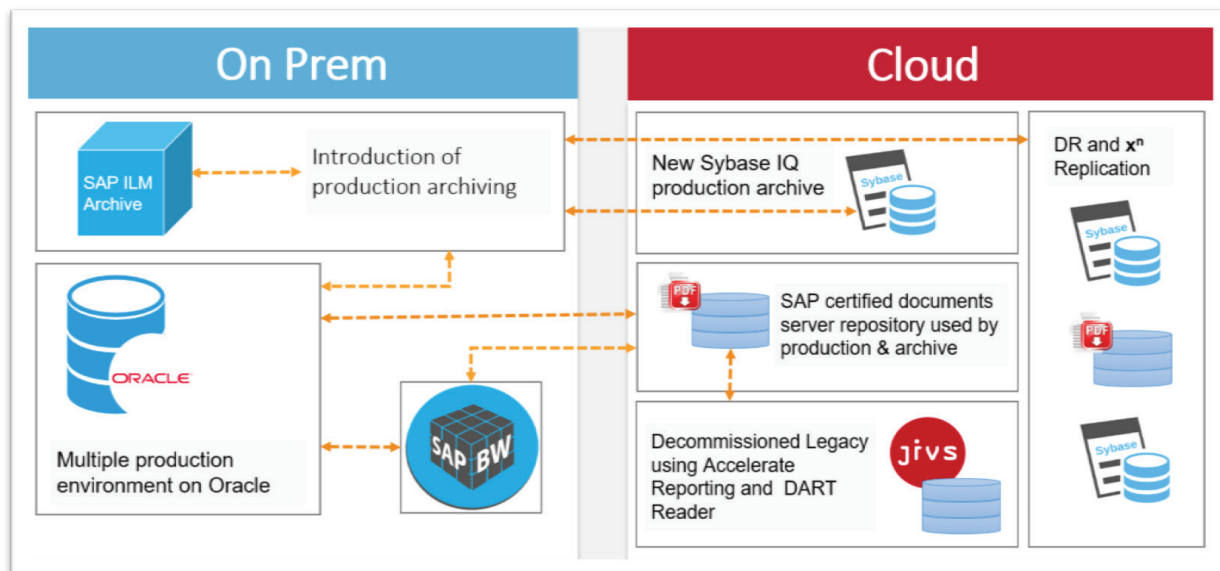 On Prem
Cloud
SAP ILM
Archive
Introduction of
production archiving
New Sybase IQ
production archive
Sybase
DR and xⁿ
Replication
Sybase
PDF
Sybase
ORACLE
Multiple production
environment on Oracle
SAP BW
PDF
SAP certified documents
server repository used by
production & archive
Decommissioned Legacy
using Accelerate
Reporting and DART
Reader
jivs